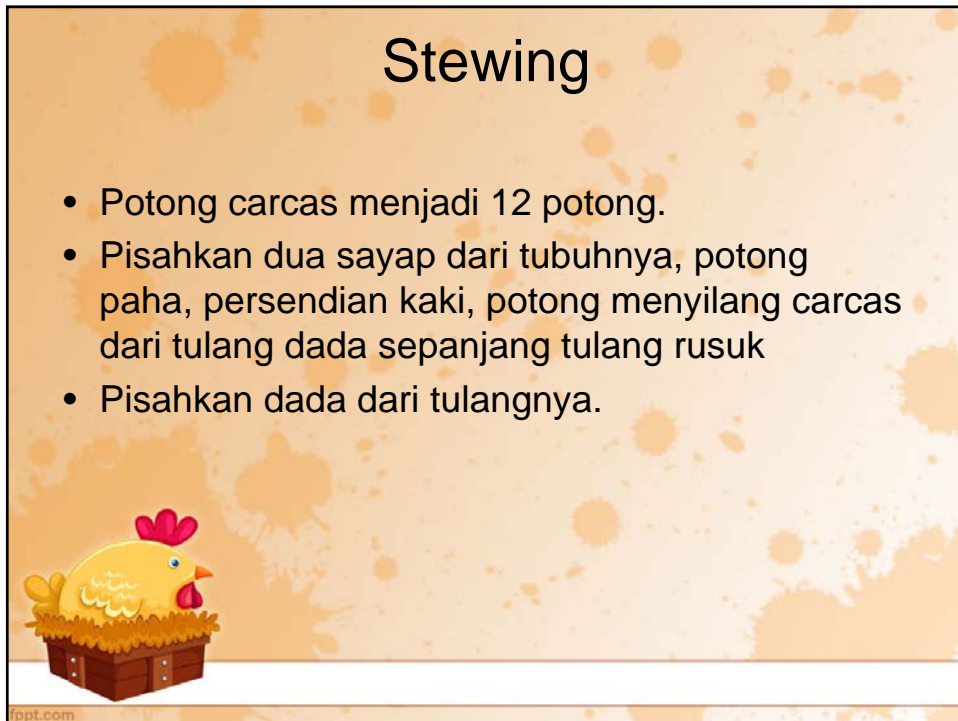 Stewing
• Potong carcas menjadi 12 potong.
• Pisahkan dua sayap dari tubuhnya, potong
paha, persendian kaki, potong menyilang carcas
dari tulang dada sepanjang tulang rusuk
• Pisahkan dada dari tulangnya.
fppt.com